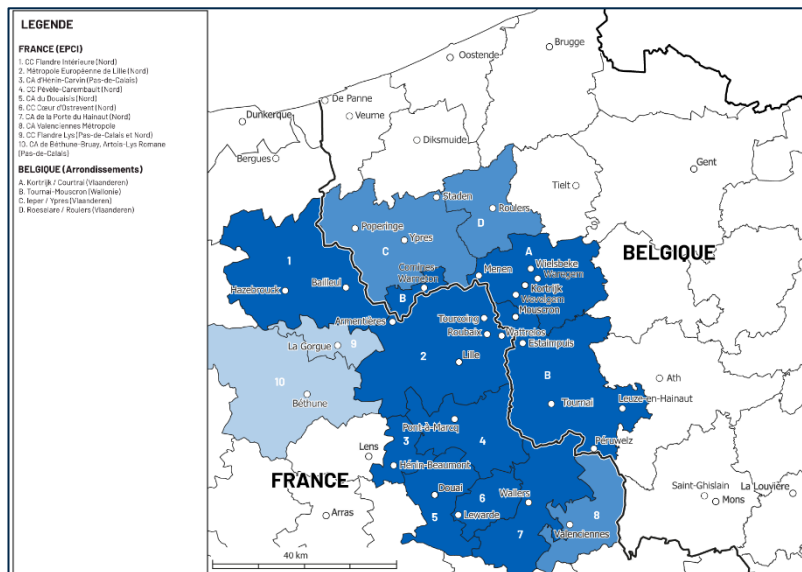 LEGENDE
FRANCE (EPCI)
1. CC Flandre Intérieure (Nord)
2. Métropole Européenne de Lille (Nord)
3. CA d'Hénin-Carvin (Pas-de-Calais)
4. CC Pévèle-Carembault (Nord)
5. CA du Douaisis (Nord)
6. CC Cœur d'Ostrevent (Nord)
7. CA de la Porte du Hainaut (Nord)
8. CA Valenciennes Métropole
9. CC Flandre Lys (Pas-de-Calais et Nord)
10. CA de Béthune-Bruay, Artois-Lys Romane
(Pas-de-Calais)
BELGIQUE (Arrondissements)
A. Kortrijk / Courtrai (Vlaanderen)
B. Tournai-Mouscron (Wallonie)
C. Ieper / Ypres (Vlaanderen)
D. Roeselare / Roulers (Vlaanderen)
Brugge
Oostende
De Panne
Dunkerque
Veurne
Diksmuide
Bergues
Gent
Tielt
Staden
D
Roulers
Poperinge
C
Ypres
A
BELGIQUE
Wielsbeke
Menen
Waregem
Comines-
Warneton
1
Bailleul
Hazebrouck
B
Kortrijk
Wevelgem
Mouscron
Armentières
Tourcoing
Roubaix
Wattrelos
Estaimpuis
La Gorgue
9
2
Lille
10
B
Ath
Béthune
Tournai
Leuze-en-Hainaut
Pont-à-Marcq
3
4
Péruwelz
Lens
Hénin-Beaumont
FRANCE
Douai
6
Wallers
Saint-Ghislain
La Louvière
Mons
Arras
5
Lewarde
8
Valenciennes
7
40 km